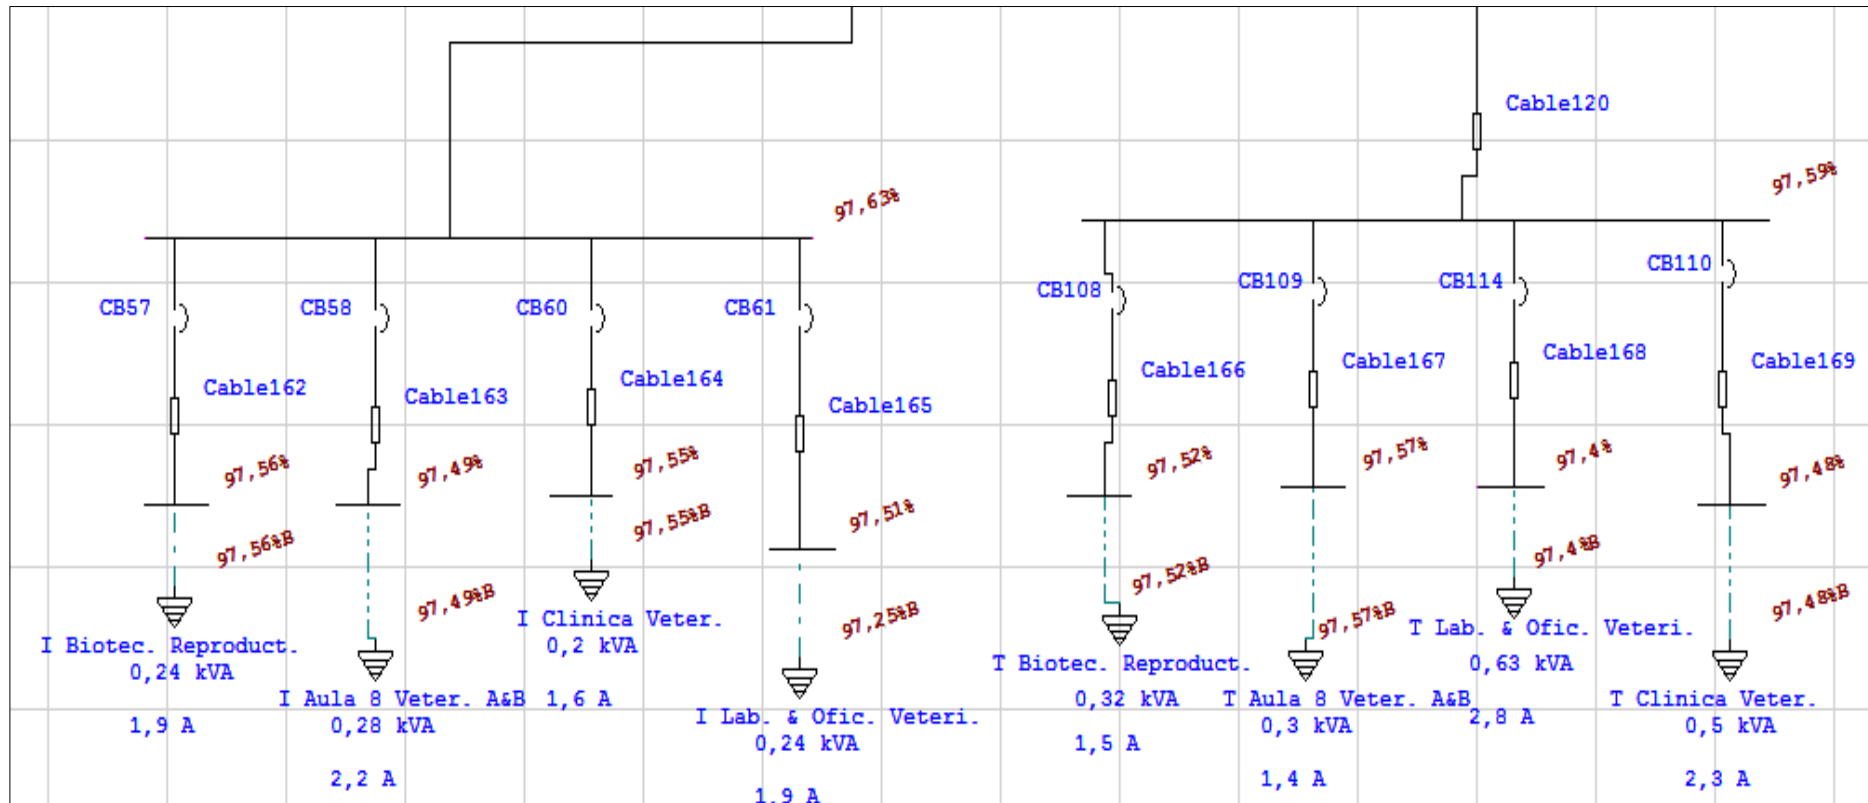 Cable120
97,59%
97,63%
CB57
CB58
CB60
CB61
CB108
CB109
CB114
CB110
Cable162
Cable163
Cable164
Cable165
Cable166
Cable167
Cable168
Cable169
97,56%
97,49%
97,55%
97,51%
97,52%
97,57%
97,4%
97,48%
97,56%B
97,49%B
97,55%B
97,25%B
97,52%B
97,57%B
97,4%B
97,48%B
I Biotec. Reproduct.
0,24 kVA
1,9 A
I Aula 8 Veter. A&B
0,28 kVA
2,2 A
I Clinica Veter.
0,2 kVA
1,6 A
I Lab. & Ofic. Veteri.
0,24 kVA
1,9 A
T Biotec. Reproduct.
0,32 kVA
1,5 A
T Aula 8 Veter. A&B
0,3 kVA
1,4 A
T Lab. & Ofic. Veteri.
0,63 kVA
2,8 A
T Clinica Veter.
0,5 kVA
2,3 A